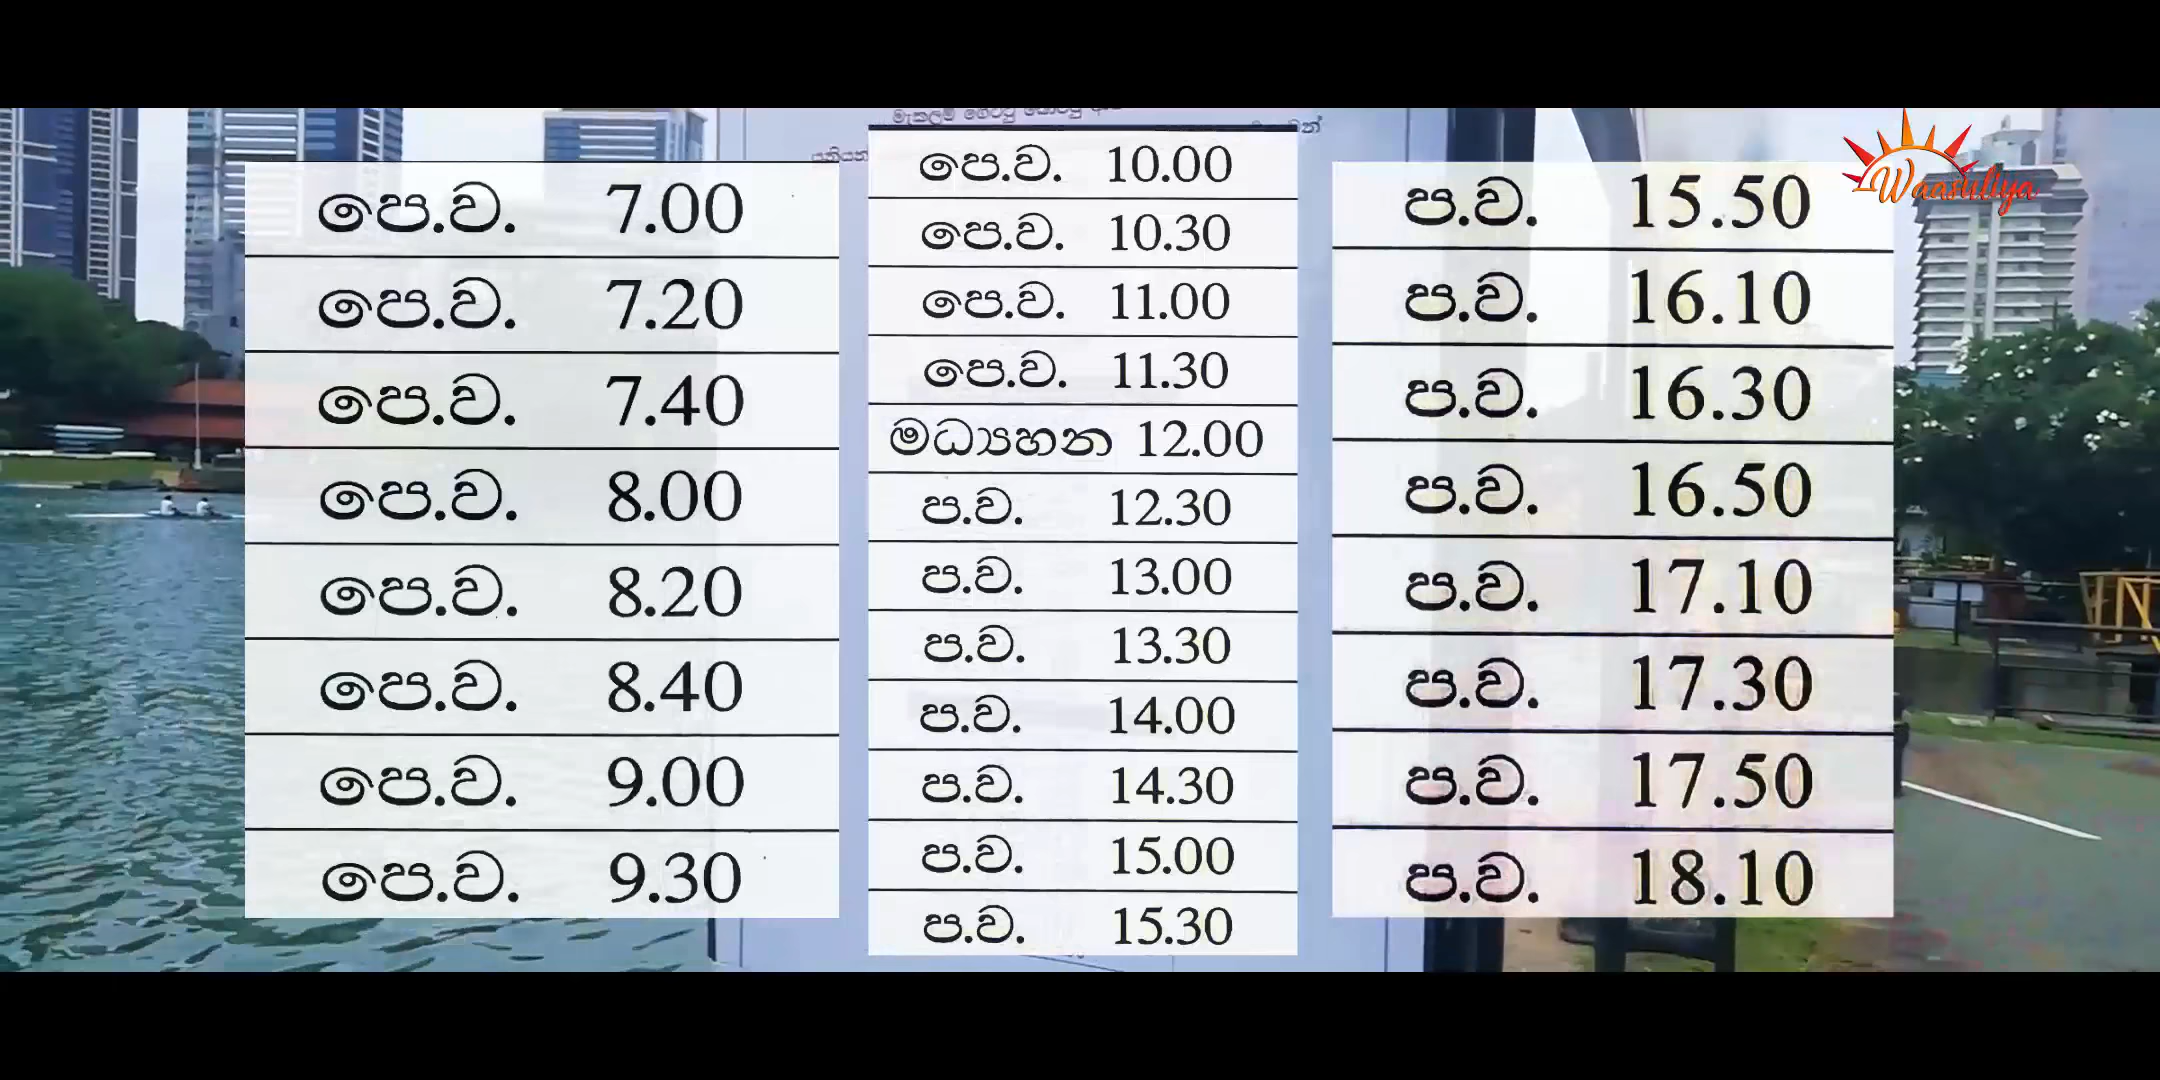 පෙ.ව. 7.00
පෙ.ව. 7.20
පෙ.ව. 7.40
පෙ.ව. 8.00
පෙ.ව. 8.20
පෙ.ව. 8.40
පෙ.ව. 9.00
පෙ.ව. 9.30
පෙ.ව. 10.00
පෙ.ව. 10.30
පෙ.ව. 11.00
පෙ.ව. 11.30
මධ්‍යහන 12.00
ප.ව. 12.30
ප.ව. 13.00
ප.ව. 13.30
ප.ව. 14.00
ප.ව. 14.30
ප.ව. 15.00
ප.ව. 15.30
ප.ව. 15.50
ප.ව. 16.10
ප.ව. 16.30
ප.ව. 16.50
ප.ව. 17.10
ප.ව. 17.30
ප.ව. 17.50
ප.ව. 18.10
Waasuliya